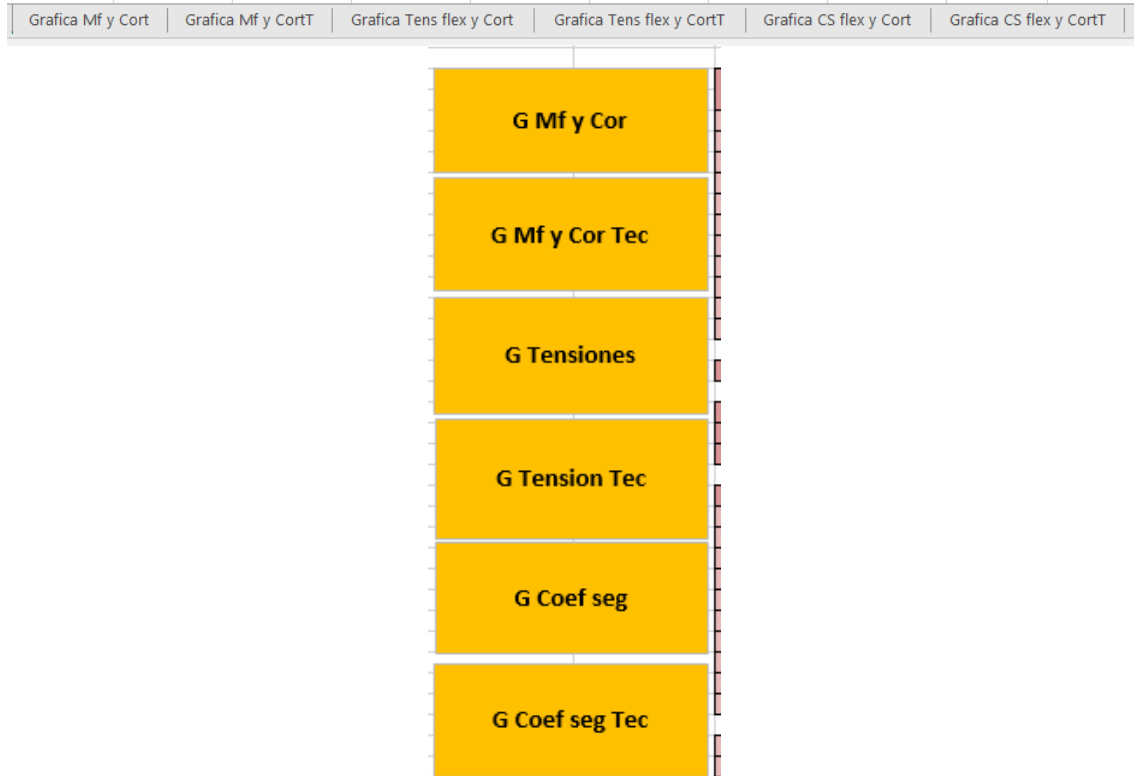 Grafica Mf y Cort Grafica Mf y CortT Grafica Tens flex y Cort Grafica Tens flex y CortT Grafica CS flex y Cort Grafica CS flex y CortT
G Mf y Cor
G Mf y Cor Tec
G Tensiones
G Tension Tec
G Coef seg
G Coef seg Tec